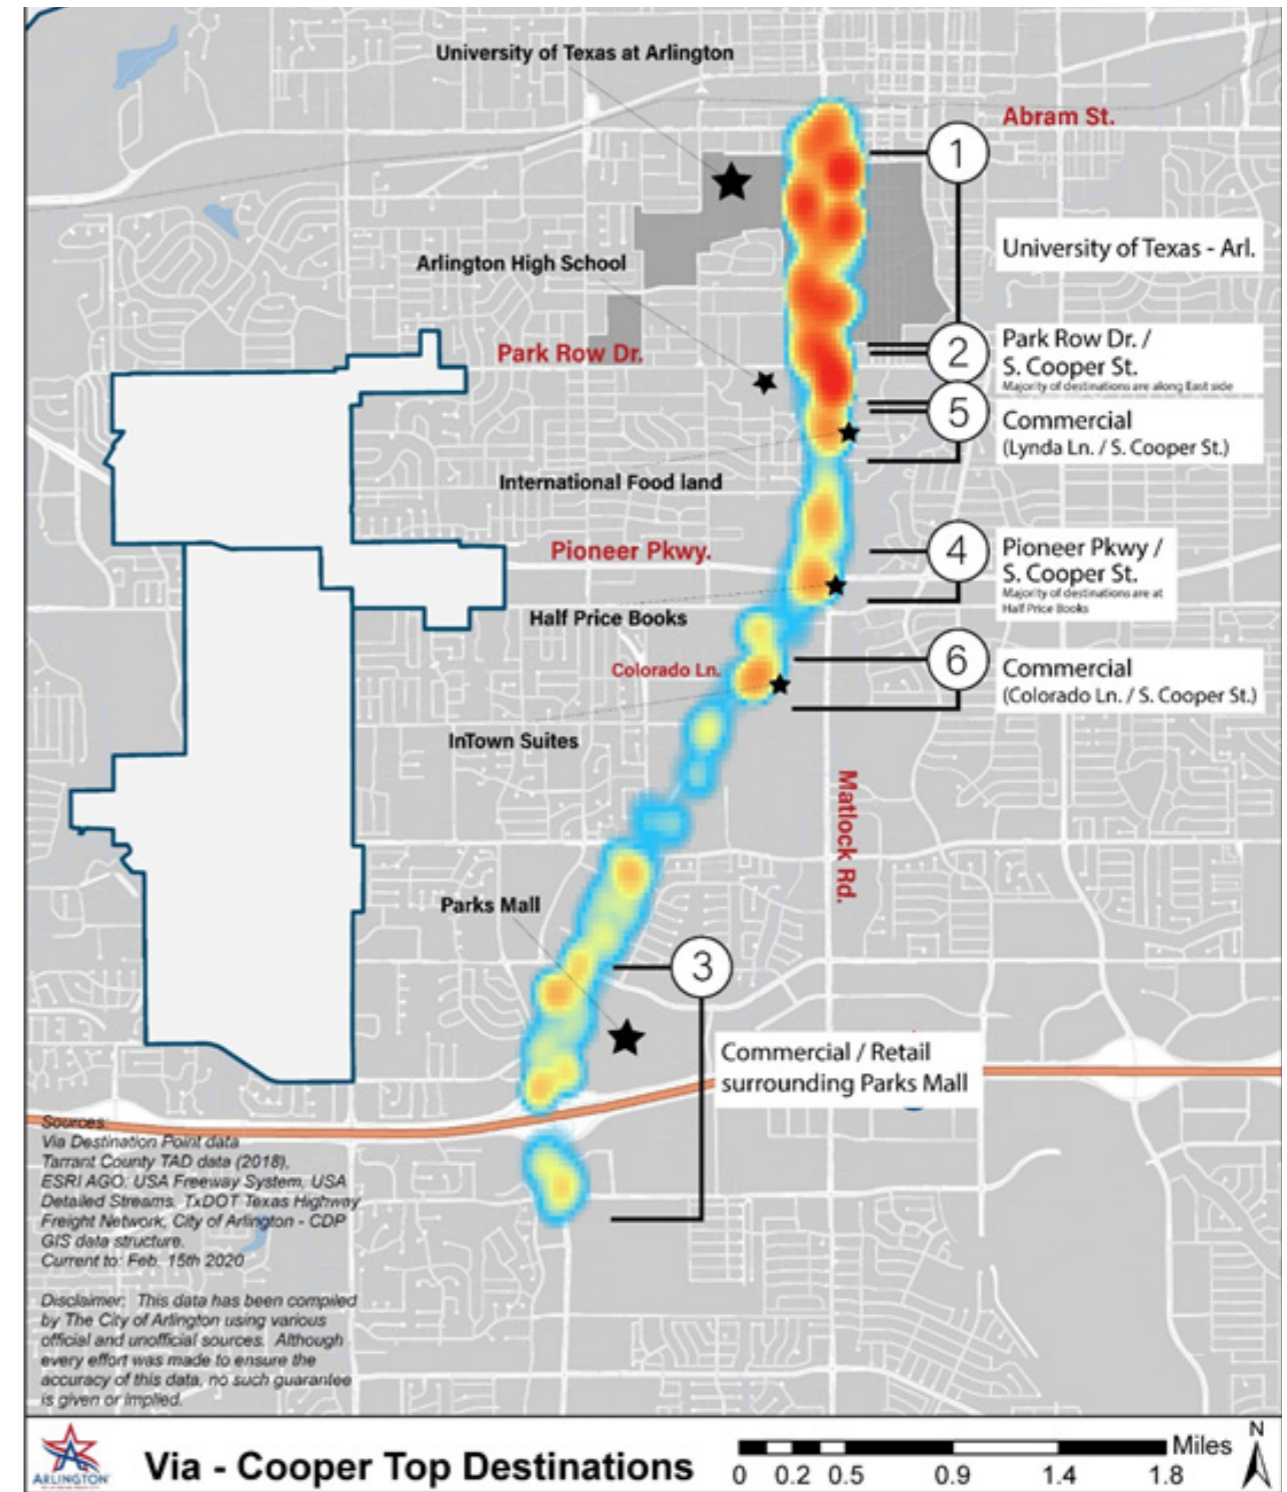 University of Texas at Arlington
Abram St.
1
University of Texas - Arl.
Arlington High School
Park Row Dr.
2
Park Row Dr. /
S. Cooper St.
Majority of destinations are along East side
5
Commercial
(Lynda Ln. / S. Cooper St.)
International Food land
Pioneer Pkwy.
4
Pioneer Pkwy /
S. Cooper St.
Majority of destinations are at
Half Price Books
Half Price Books
Colorado Ln.
6
Commercial
(Colorado Ln. / S. Cooper St.)
InTown Suites
Matlock Rd.
Parks Mall
3
Commercial / Retail
surrounding Parks Mall
Sources:
Via Destination Point data
Tarrant County TAD data (2018),
ESRI AGO: USA Freeway System, USA
Detailed Streams, TxDOT Texas Highway
Freight Network, City of Arlington - CDP
GIS data structure.
Current to: Feb. 15th 2020
Disclaimer: This data has been compiled
by The City of Arlington using various
official and unofficial sources. Although
every effort was made to ensure the
accuracy of this data, no such guarantee
is given or implied.
ARLINGTON
Via - Cooper Top Destinations
Miles
0 0.2 0.5 0.9 1.4 1.8
N